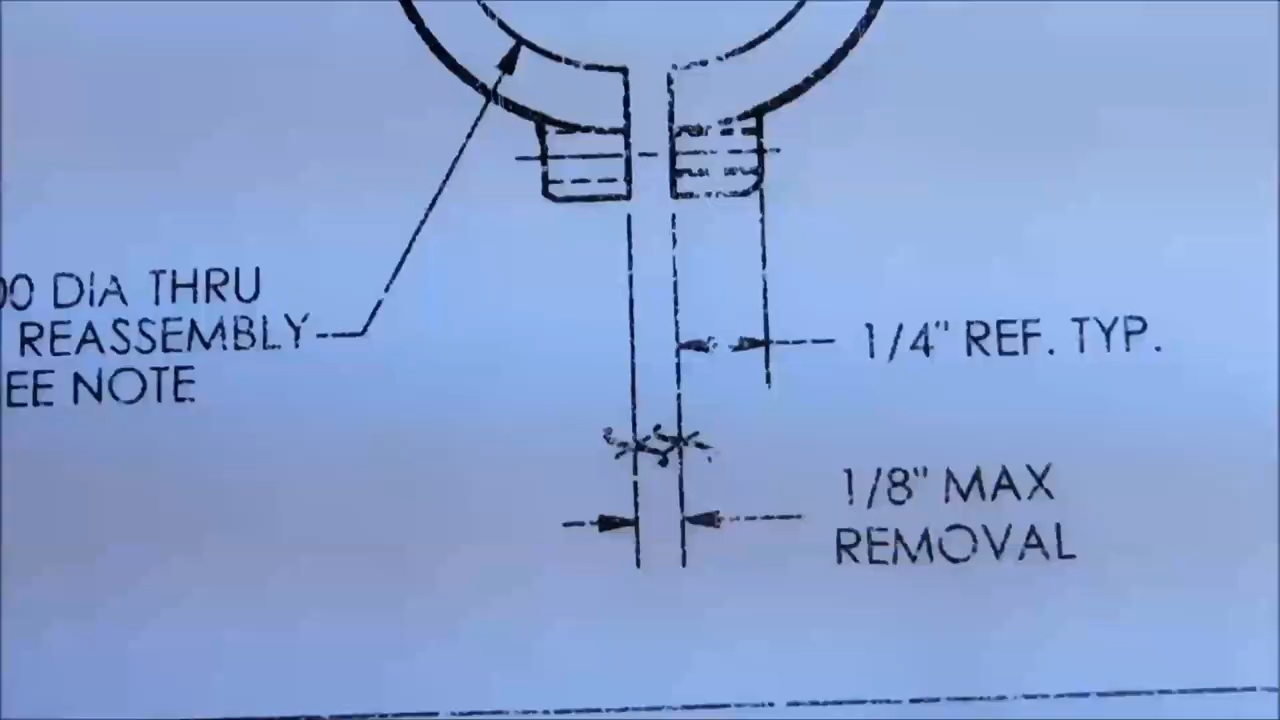 00 DIA THRU
REASSEMBLY
EE NOTE
1/4" REF. TYP.
1/8" MAX
REMOVAL